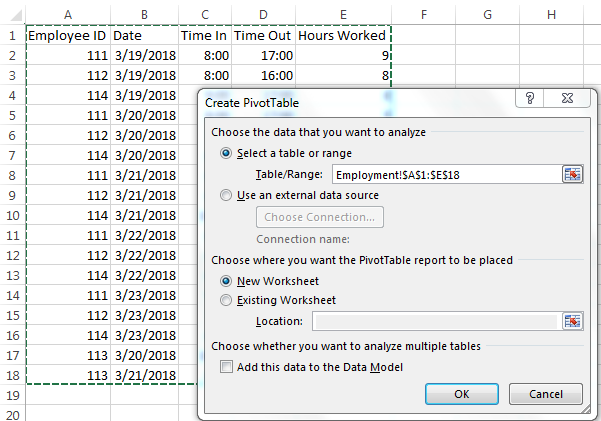 A B C D E F G H
1 Employee ID Date Time In Time Out Hours Worked
2 111 3/19/2018 8:00 17:00 9
3 112 3/19/2018 8:00 16:00 8
4 114 3/19/2018
5 111 3/20/2018
6 112 3/20/2018
7 114 3/20/2018
8 111 3/21/2018
9 112 3/21/2018
10 114 3/21/2018
11 111 3/22/2018
12 112 3/22/2018
13 114 3/22/2018
14 111 3/23/2018
15 112 3/23/2018
16 114 3/23/2018
17 113 3/20/2018
18 113 3/21/2018
19
20
Create PivotTable
?
Choose the data that you want to analyze
Select a table or range
Table/Range: Employment!$A$1:$E$18
Use an external data source
Choose Connection...
Connection name:
Choose where you want the PivotTable report to be placed
New Worksheet
Existing Worksheet
Location:
Choose whether you want to analyze multiple tables
Add this data to the Data Model
OK Cancel